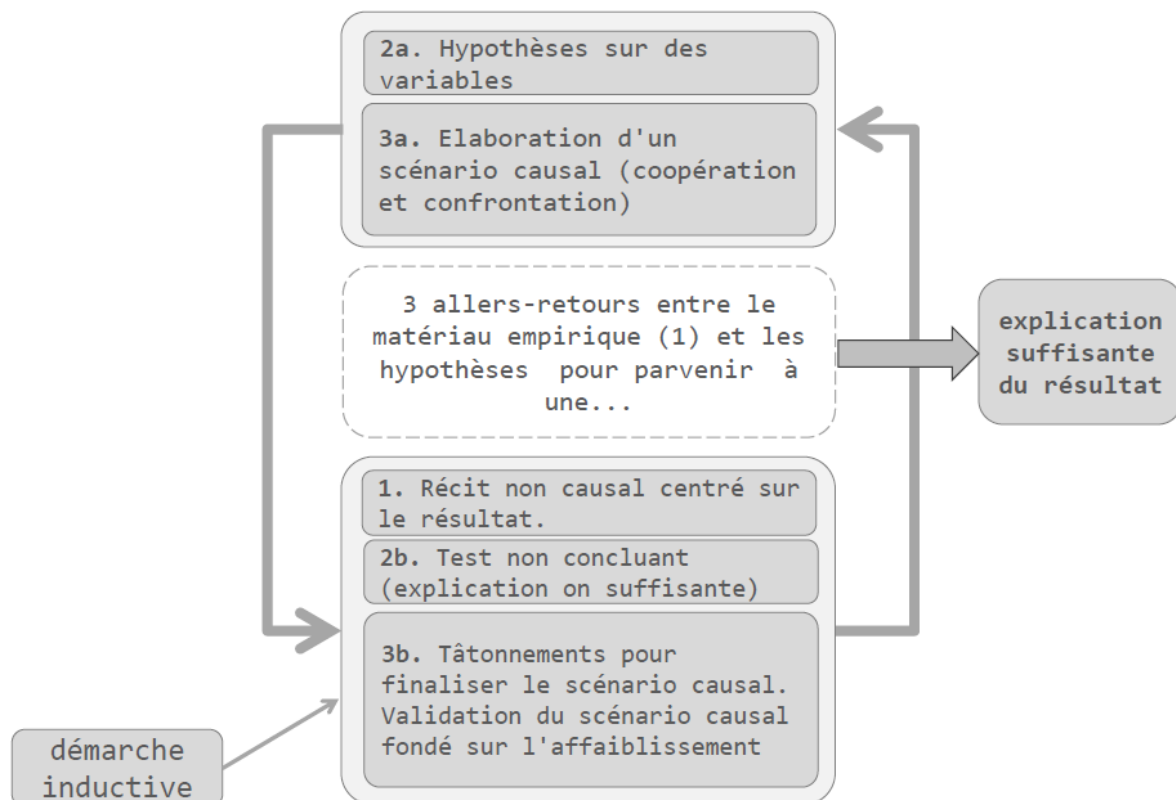 2a. Hypothèses sur des
variables
3a. Elaboration d'un
scénario causal (coopération
et confrontation)
3 allers-retours entre le
matériau empirique (1) et les
hypothèses pour parvenir à
une...
explication
suffisante
du résultat
1. Récit non causal centré sur
le résultat.
2b. Test non concluant
(explication on suffisante)
3b. Tâtonnements pour
finaliser le scénario causal.
Validation du scénario causal
fondé sur l'affaiblissement
démarche
inductive